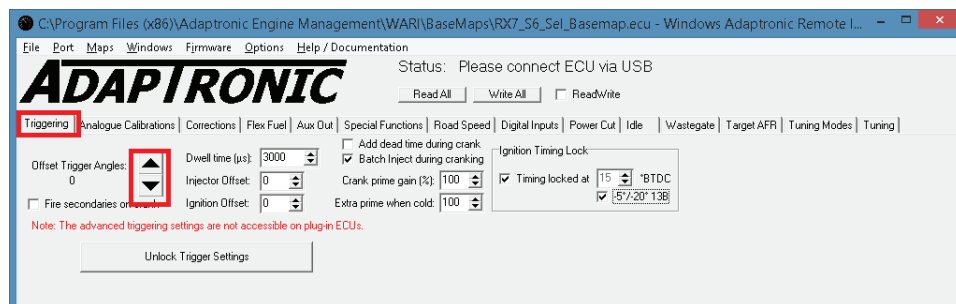 C:\Program Files (x86)\Adaptronic Engine Management\WARI\BaseMaps\RX7_S6_Sel_Basemap.ecu - Windows Adaptronic Remote I...
File Port Maps Windows Firmware Options Help / Documentation
ADAPTRONIC
Status: Please connect ECU via USB
Read All Write All ReadWrite
Triggering Analogue Calibrations Corrections Flex Fuel Aux Out Special Functions Road Speed Digital Inputs Power Cut Idle Wastegate Target AFR Tuning Modes Tuning
Offset Trigger Angles:
0
Fire secondaries on
Dwell time (µs): 3000
Injector Offset: 0
Ignition Offset: 0
Add dead time during crank
Batch Inject during cranking
Crank prime gain (%): 100
Extra prime when cold: 100
Ignition Timing Lock
Timing locked at 15 °BTDC
-5°/-20° 13B
Note: The advanced triggering settings are not accessible on plug-in ECUs.
Unlock Trigger Settings